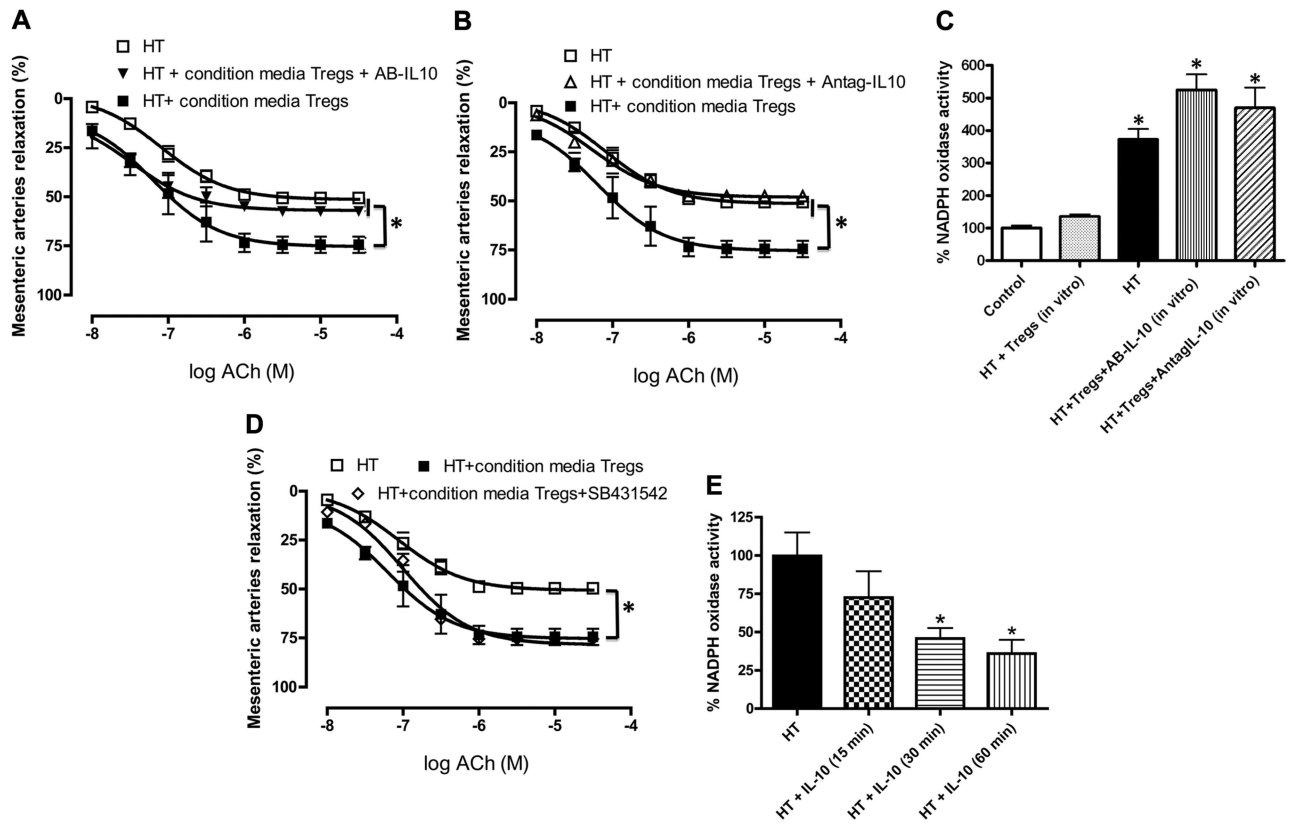 A
HT
HT + condition media Tregs + AB-IL10
HT+ condition media Tregs
Mesenteric arteries relaxation (%)
0
25
50
75
100
*
-8
-7
-6
-5
-4
log ACh (M)
B
HT
HT + condition media Tregs + Antag-IL10
HT+ condition media Tregs
Mesenteric arteries relaxation (%)
0
25
50
75
100
*
-8
-7
-6
-5
-4
log ACh (M)
C
% NADPH oxidase activity
600
500
400
300
200
100
0
*
*
*
Control
HT + Tregs (in vitro)
HT
HT+Tregs+AB-IL-10 (in vitro)
HT+Tregs+AntagIL-10 (in vitro)
D
HT
HT+condition media Tregs
HT+condition media Tregs+SB431542
Mesenteric arteries relaxation (%)
0
25
50
75
100
*
-8
-7
-6
-5
-4
log ACh (M)
E
% NADPH oxidase activity
125
100
75
50
25
0
*
*
HT
HT + IL-10 (15 min)
HT + IL-10 (30 min)
HT + IL-10 (60 min)